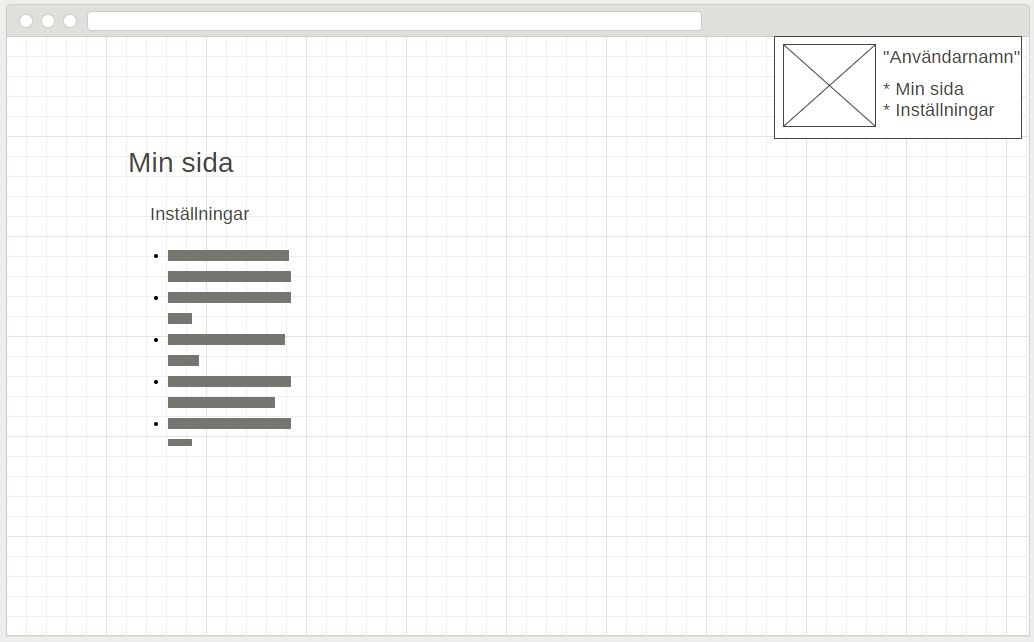 "Användarnamn"
* Min sida
* Inställningar
Min sida
Inställningar